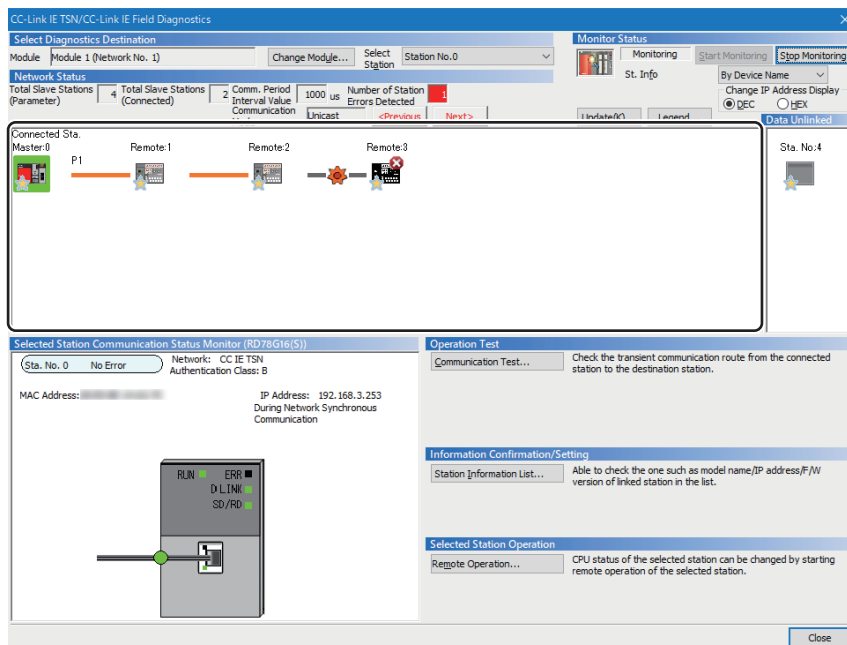 CC-Link IE TSN/CC-Link IE Field Diagnostics
Select Diagnostics Destination
Module Module 1 (Network No. 1) Change Module... Select Station Station No.0
Monitor Status
Monitoring Start Monitoring Stop Monitoring
St. Info By Device Name
Network Status
Total Slave Stations (Parameter) 4 Total Slave Stations (Connected) 2 Comm. Period Interval Value 1000 us Number of Station Errors Detected 1
Change IP Address Display
DEC HEX
Communication Unicast <Previous Next>
Update(K) Legend
Data Unlinked
Connected Sta.
Master:0 Remote:1 Remote:2 Remote:3 Sta. No:4
P1
Selected Station Communication Status Monitor (RD78G16(S))
Sta. No. 0 No Error
Network: CC IE TSN
Authentication Class: B
MAC Address:
IP Address: 192.168.3.253
During Network Synchronous
Communication
RUN ERR
D LINK
SD/RD
Operation Test
Communication Test... Check the transient communication route from the connected
station to the destination station.
Information Confirmation/Setting
Station Information List... Able to check the one such as model name/IP address/F/W
version of linked station in the list.
Selected Station Operation
Remote Operation... CPU status of the selected station can be changed by starting
remote operation of the selected station.
Close